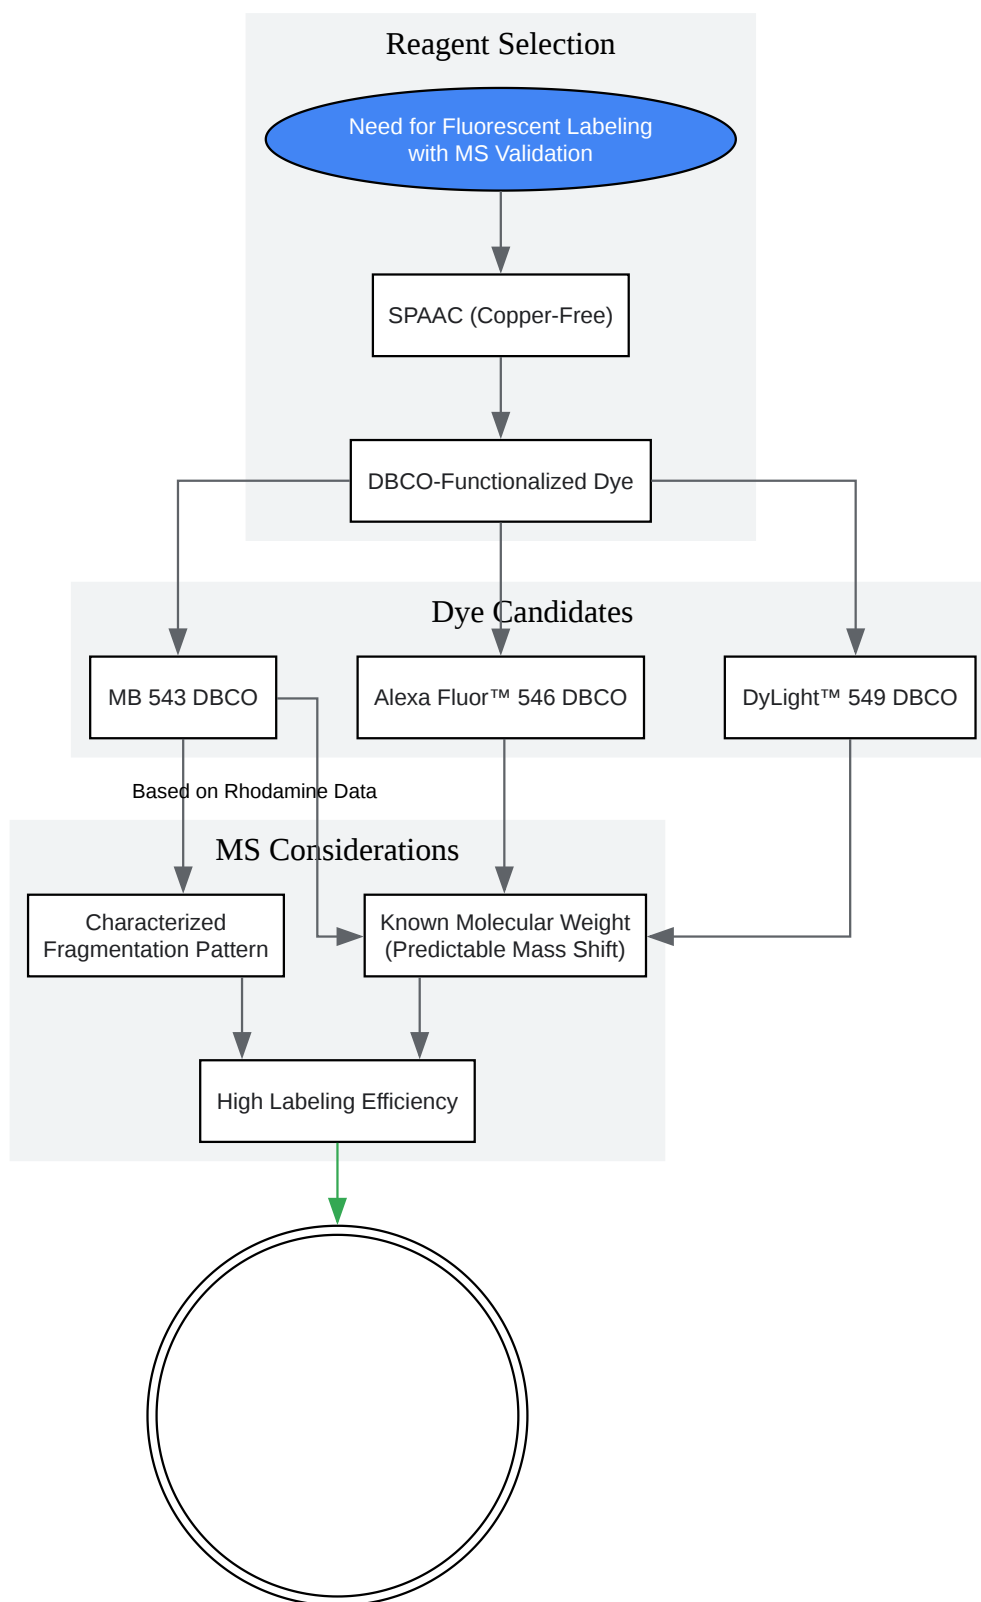 Reagent Selection
Need for Fluorescent Labeling
with MS Validation
SPAAC (Copper-Free)
DBCO-Functionalized Dye
Dye Candidates
MB 543 DBCO
Alexa Fluor™ 546 DBCO
DyLight™ 549 DBCO
Based on Rhodamine Data
MS Considerations
Characterized
Fragmentation Pattern
Known Molecular Weight
(Predictable Mass Shift)
High Labeling Efficiency